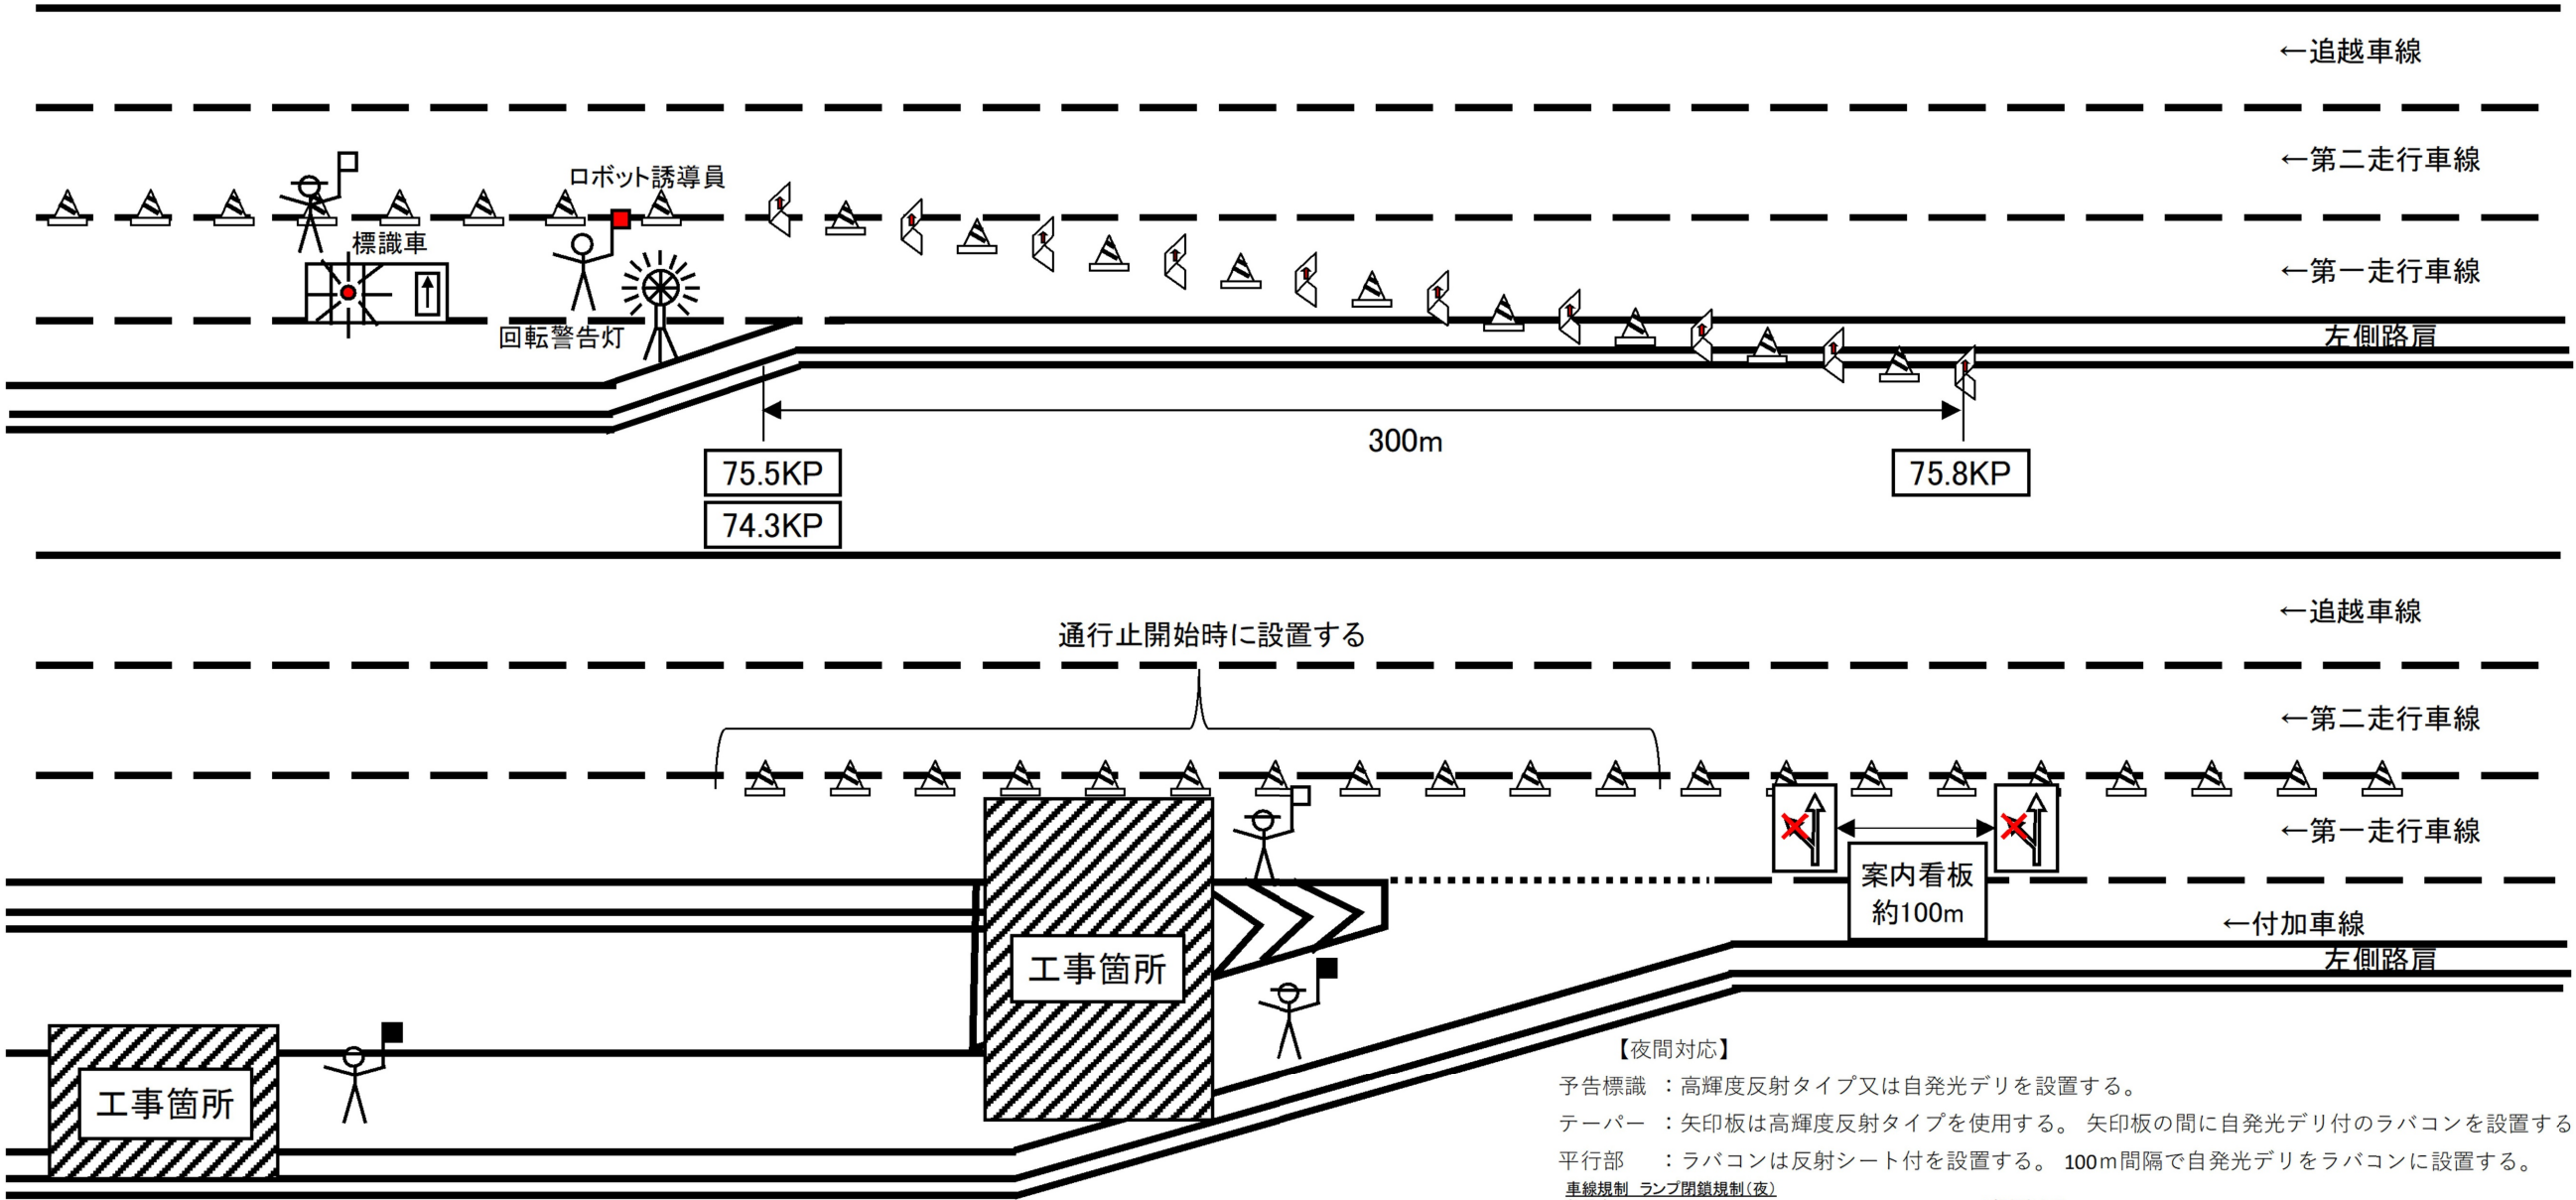 ←追越車線
←第二走行車線
ロボット誘導員
標識車
←第一走行車線
回転警告灯
左側路肩
300m
75.5KP
75.8KP
74.3KP
←追越車線
通行止開始時に設置する
←第二走行車線
←第一走行車線
案内看板
約100m
←付加車線
左側路肩
工事箇所
工事箇所
【夜間対応】
予告標識 ：高輝度反射タイプ又は自発光デリを設置する。
テーパー ：矢印板は高輝度反射タイプを使用する。 矢印板の間に自発光デリ付のラバコンを設置する
平行部 ：ラバコンは反射シート付を設置する。 100ｍ間隔で自発光デリをラバコンに設置する。
車線規制 ランプ閉鎖規制（夜）